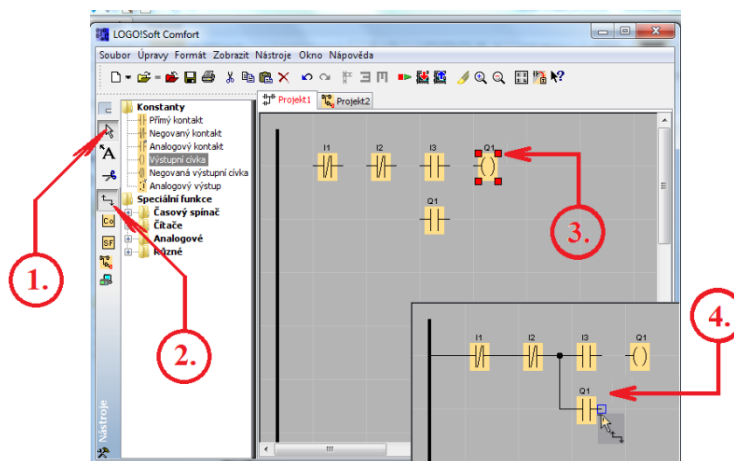 LOGO!Soft Comfort
Soubor Úpravy Formát Zobrazit Nástroje Okno Nápověda
Projekt1 Projekt2
Konstanty
Přímý kontakt
Negovaný kontakt
Analogový kontakt
Výstupní cívka
Negovaná výstupní cívka
Analogový výstup
Speciální funkce
Časový spínač
Čítače
Analogové
Různé
A
Co
SF
Nástroje
I1 I2 I3 Q1
Q1
I1 I2 I3 Q1
Q1
1.
2.
3.
4.